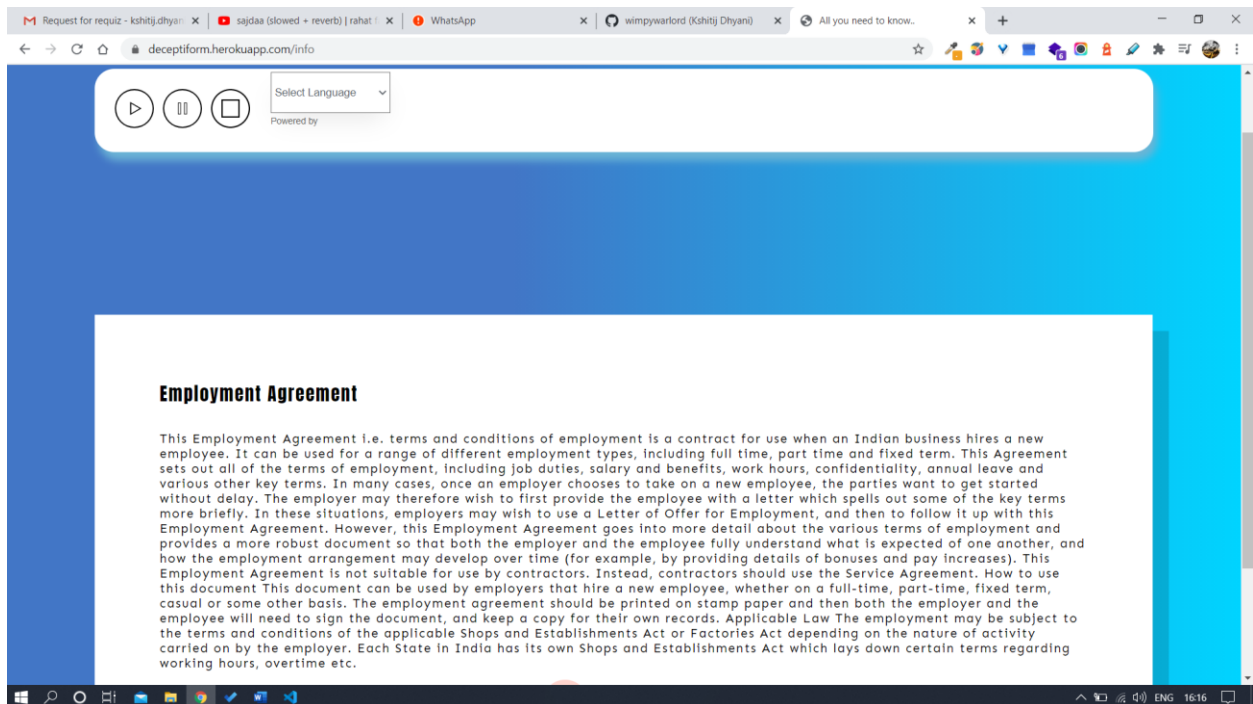 Request for requiz - kshitij.dhyan
sajdaa (slowed + reverb) | rahat f
WhatsApp
wimpywarlord (Kshitij Dhyani)
All you need to know..
deceptiform.herokuapp.com/info
Select Language
Powered by
Employment Agreement
This Employment Agreement i.e. terms and conditions of employment is a contract for use when an Indian business hires a new
employee. It can be used for a range of different employment types, including full time, part time and fixed term. This Agreement
sets out all of the terms of employment, including job duties, salary and benefits, work hours, confidentiality, annual leave and
various other key terms. In many cases, once an employer chooses to take on a new employee, the parties want to get started
without delay. The employer may therefore wish to first provide the employee with a letter which spells out some of the key terms
more briefly. In these situations, employers may wish to use a Letter of Offer for Employment, and then to follow it up with this
Employment Agreement. However, this Employment Agreement goes into more detail about the various terms of employment and
provides a more robust document so that both the employer and the employee fully understand what is expected of one another, and
how the employment arrangement may develop over time (for example, by providing details of bonuses and pay increases). This
Employment Agreement is not suitable for use by contractors. Instead, contractors should use the Service Agreement. How to use
this document This document can be used by employers that hire a new employee, whether on a full-time, part-time, fixed term,
casual or some other basis. The employment agreement should be printed on stamp paper and then both the employer and the
employee will need to sign the document, and keep a copy for their own records. Applicable Law The employment may be subject to
the terms and conditions of the applicable Shops and Establishments Act or Factories Act depending on the nature of activity
carried on by the employer. Each State in India has its own Shops and Establishments Act which lays down certain terms regarding
working hours, overtime etc.
ENG 16:16